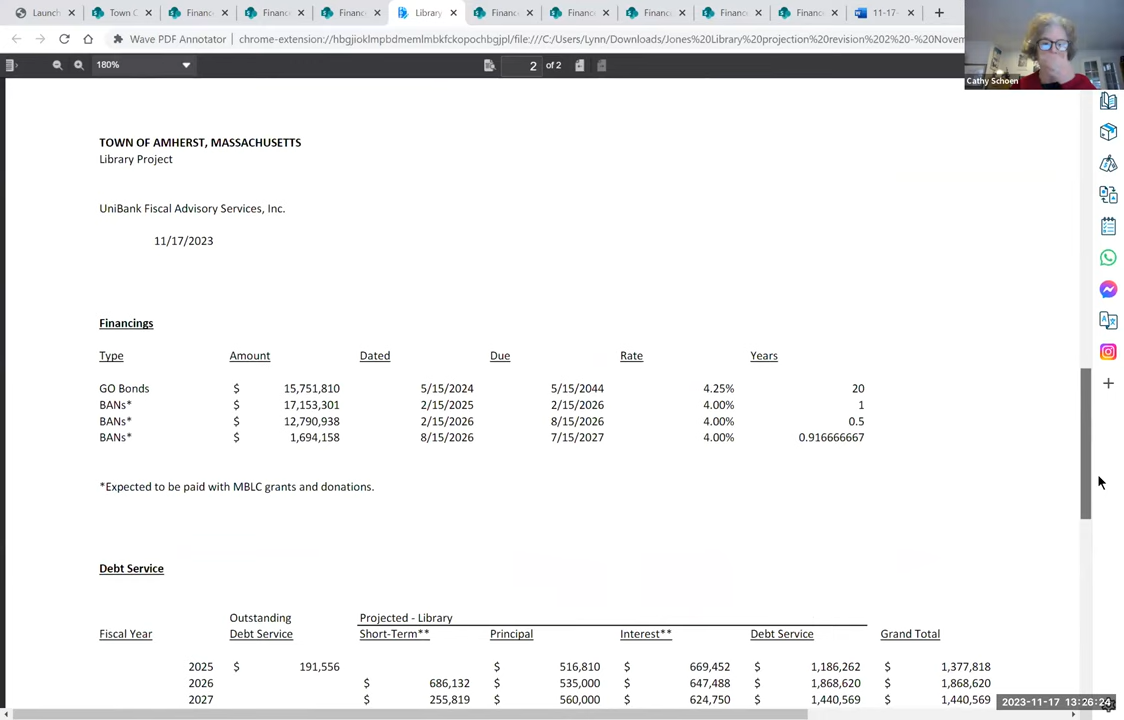 Launch Town C Financ Financ Financ Library Financ Financ Financ Financ Financ 11-17-
Wave PDF Annotator chrome-extension://hbgjioklmpbdmemlmbkfckopochbgjpl/file:///C:/Users/Lynn/Downloads/Jones%20Library%20projection%20revision%202%20-%20Novem
Cathy Schoen
180% 2 of 2
TOWN OF AMHERST, MASSACHUSETTS
Library Project
UniBank Fiscal Advisory Services, Inc.
11/17/2023
Financings
Type Amount Dated Due Rate Years
GO Bonds $ 15,751,810 5/15/2024 5/15/2044 4.25% 20
BANs* $ 17,153,301 2/15/2025 2/15/2026 4.00% 1
BANs* $ 12,790,938 2/15/2026 8/15/2026 4.00% 0.5
BANs* $ 1,694,158 8/15/2026 7/15/2027 4.00% 0.916666667
*Expected to be paid with MBLC grants and donations.
Debt Service
Outstanding Projected - Library
Fiscal Year Debt Service Short-Term** Principal Interest** Debt Service Grand Total
2025 $ 191,556 $ 516,810 $ 669,452 $ 1,186,262 $ 1,377,818
2026 $ 686,132 $ 535,000 $ 647,488 $ 1,868,620 $ 1,868,620
2027 $ 255,819 $ 560,000 $ 624,750 $ 1,440,569 $ 1,440,569
2023-11-17 13:26:24